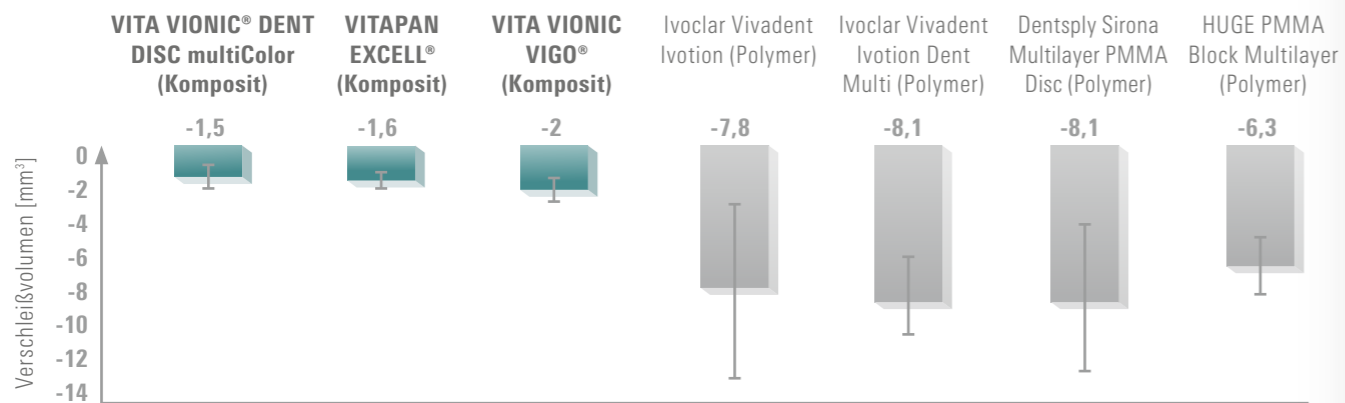 VITA VIONIC® DENT
DISC multiColor
(Komposit)
VITAPAN
EXCELL®
(Komposit)
VITA VIONIC
VIGO®
(Komposit)
Ivoclar Vivadent
Ivotion (Polymer)
Ivoclar Vivadent
Ivotion Dent
Multi (Polymer)
Dentsply Sirona
Multilayer PMMA
Disc (Polymer)
HUGE PMMA
Block Multilayer
(Polymer)
-1,5
-1,6
-2
-7,8
-8,1
-8,1
-6,3
Verschleißvolumen [mm³]
0
-2
-4
-6
-8
-10
-12
-14